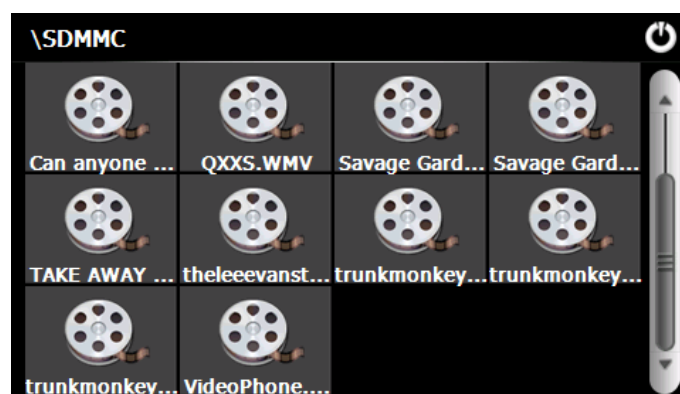 \SDMMC
Can anyone ...
QXXS.WMV
Savage Gard...
Savage Gard...
TAKE AWAY ...
theleeevanst...
trunkmonkey...
trunkmonkey...
trunkmonkey...
VideoPhone....